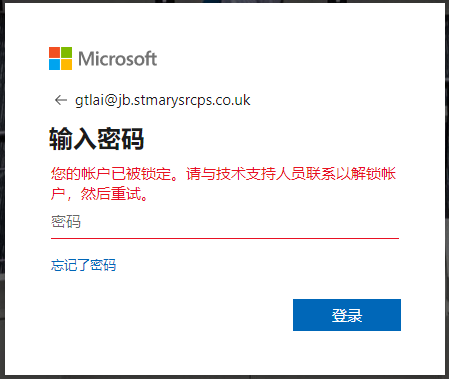 Microsoft
← gtlai@jb.stmarysrcps.co.uk
输入密码
您的帐户已被锁定。请与技术支持人员联系以解锁帐
户，然后重试。
密码
忘记了密码
登录